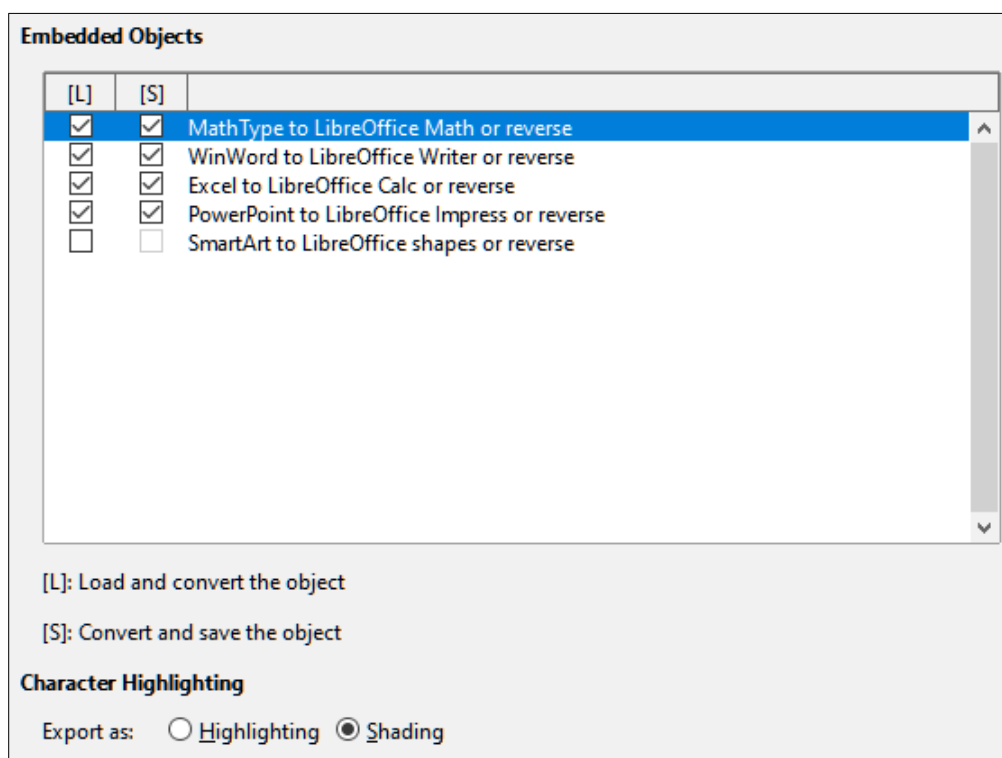 Embedded Objects
[L] [S]
MathType to LibreOffice Math or reverse
WinWord to LibreOffice Writer or reverse
Excel to LibreOffice Calc or reverse
PowerPoint to LibreOffice Impress or reverse
SmartArt to LibreOffice shapes or reverse
[L]: Load and convert the object
[S]: Convert and save the object
Character Highlighting
Export as: Highlighting Shading